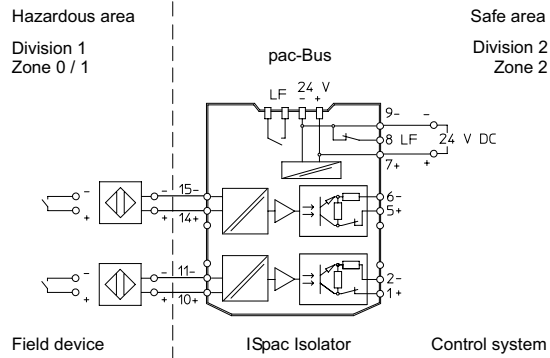 Hazardous area
Safe area
Division 1
Zone 0 / 1
Division 2
Zone 2
pac-Bus
LF 24 V
- +
9- -
8 LF 24 V DC
7+ +
- 15- 6-
+ 14+ 5+
- 11- 2-
+ 10+ 1+
Field device
ISpac Isolator
Control system